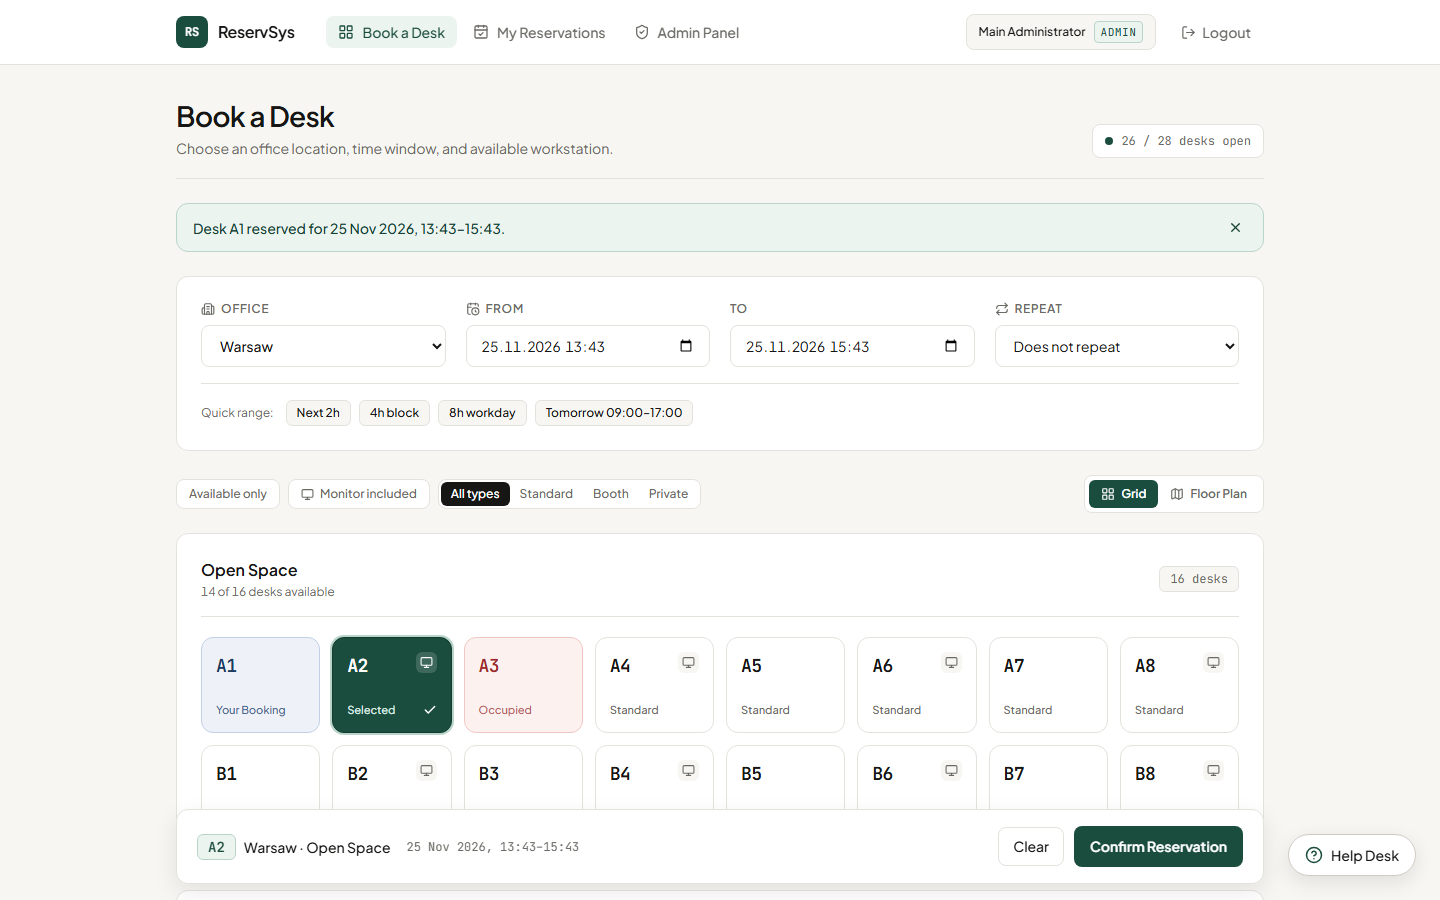 RS ReservSys Book a Desk My Reservations Admin Panel Main Administrator ADMIN Logout
Book a Desk
Choose an office location, time window, and available workstation.
26 / 28 desks open
Desk A1 reserved for 25 Nov 2026, 13:43–15:43.
OFFICE FROM TO REPEAT
Warsaw 25.11.2026 13:43 25.11.2026 15:43 Does not repeat
Quick range: Next 2h 4h block 8h workday Tomorrow 09:00–17:00
Available only Monitor included All types Standard Booth Private Grid Floor Plan
Open Space
14 of 16 desks available
16 desks
A1 A2 A3 A4 A5 A6 A7 A8
Your Booking Selected Occupied Standard Standard Standard Standard Standard
B1 B2 B3 B4 B5 B6 B7 B8
A2 Warsaw · Open Space 25 Nov 2026, 13:43–15:43 Clear Confirm Reservation
Help Desk